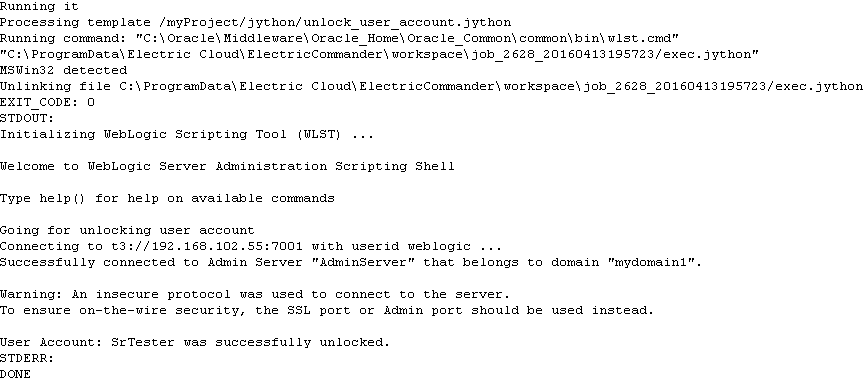 Running it
Processing template /myProject/jython/unlock_user_account.jython
Running command: "C:\Oracle\Middleware\Oracle_Home\Oracle_Common\common\bin\wlst.cmd"
"C:\ProgramData\Electric Cloud\ElectricCommander\workspace\job_2628_20160413195723/exec.jython"
MSWin32 detected
Unlinking file C:\ProgramData\Electric Cloud\ElectricCommander\workspace\job_2628_20160413195723/exec.jython
EXIT_CODE: 0
STDOUT:
Initializing WebLogic Scripting Tool (WLST) ...
Welcome to WebLogic Server Administration Scripting Shell
Type help() for help on available commands
Going for unlocking user account
Connecting to t3://192.168.102.55:7001 with userid weblogic ...
Successfully connected to Admin Server "AdminServer" that belongs to domain "mydomain1".
Warning: An insecure protocol was used to connect to the server.
To ensure on-the-wire security, the SSL port or Admin port should be used instead.
User Account: SrTester was successfully unlocked.
STDERR:
DONE